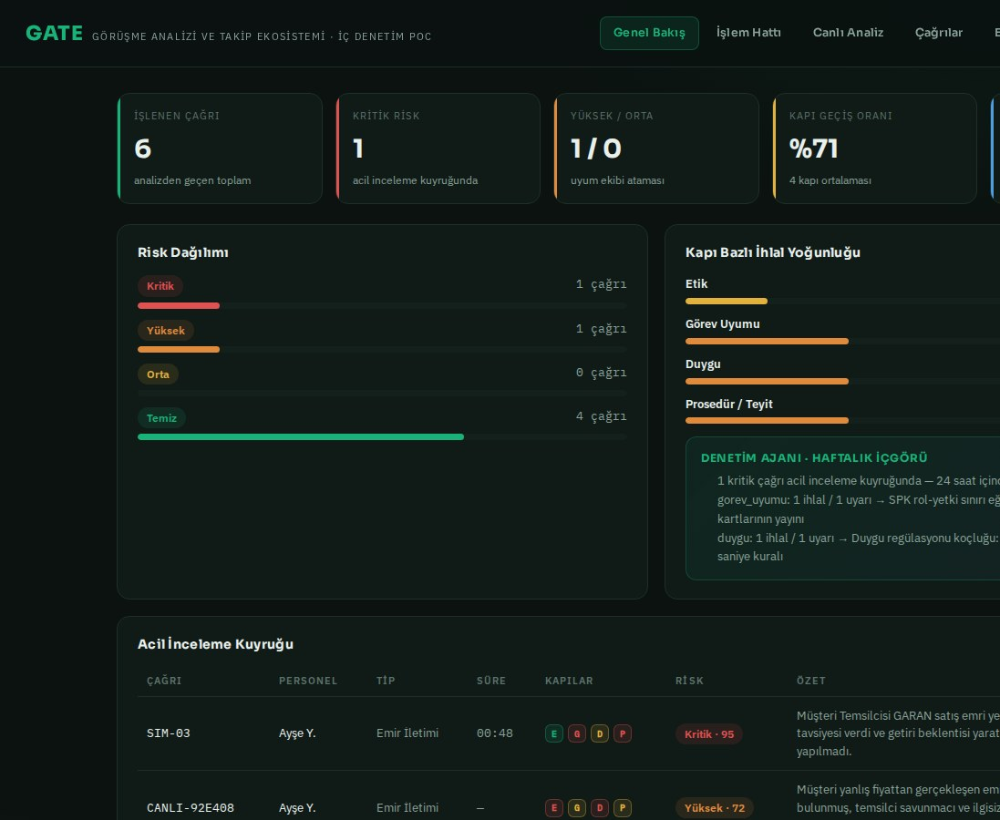 GATE GÖRÜŞME ANALİZİ VE TAKİP EKOSİSTEMİ · İÇ DENETİM POC
Genel Bakış İşlem Hattı Canlı Analiz Çağrılar
İŞLENEN ÇAĞRI
6
analizden geçen toplam
KRİTİK RİSK
1
acil inceleme kuyruğunda
YÜKSEK / ORTA
1 / 0
uyum ekibi ataması
KAPI GEÇİŞ ORANI
%71
4 kapı ortalaması
Risk Dağılımı
Kritik 1 çağrı
Yüksek 1 çağrı
Orta 0 çağrı
Temiz 4 çağrı
Kapı Bazlı İhlal Yoğunluğu
Etik
Görev Uyumu
Duygu
Prosedür / Teyit
DENETİM AJANI · HAFTALIK İÇGÖRÜ
1 kritik çağrı acil inceleme kuyruğunda — 24 saat için
gorev_uyumu: 1 ihlal / 1 uyarı → SPK rol-yetki sınırı
kartlarının yayını
duygu: 1 ihlal / 1 uyarı → Duygu regülasyonu koçluğu:
saniye kuralı
Acil İnceleme Kuyruğu
ÇAĞRI PERSONEL TİP SÜRE KAPILAR RİSK ÖZET
SIM-03 Ayşe Y. Emir İletimi 00:48 E G D P Kritik · 95
Müşteri Temsilcisi GARAN satış emri
tavsiyesi verdi ve getiri beklentisi
yapılmadı.
CANLI-92E408 Ayşe Y. Emir İletimi — E G D P Yüksek · 72
Müşteri yanlış fiyattan gerçekleşen
bulunmuş, temsilci savunmacı ve